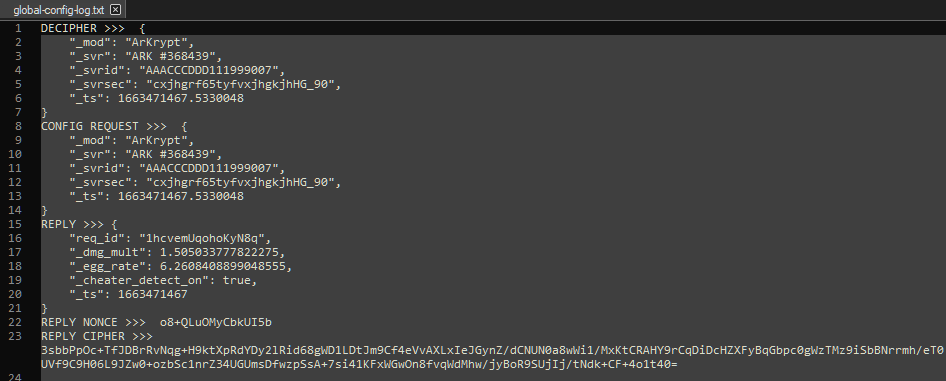 global-config-log.txt
1 DECIPHER >>> {
2 "_mod": "ArKrypt",
3 "_svr": "ARK #368439",
4 "_svrid": "AAACCCDDD111999007",
5 "_svrsec": "cxjhgrf65tyfvxjhgkjhHG_90",
6 "_ts": 1663471467.5330048
7 }
8 CONFIG REQUEST >>> {
9 "_mod": "ArKrypt",
10 "_svr": "ARK #368439",
11 "_svrid": "AAACCCDDD111999007",
12 "_svrsec": "cxjhgrf65tyfvxjhgkjhHG_90",
13 "_ts": 1663471467.5330048
14 }
15 REPLY >>> {
16 "req_id": "1hcvemUqohoKyN8q",
17 "_dmg_mult": 1.505033777822275,
18 "_egg_rate": 6.2608408899048555,
19 "_cheater_detect_on": true,
20 "_ts": 1663471467
21 }
22 REPLY NONCE >>> o8+QLuOMyCbkUI5b
23 REPLY CIPHER >>>
3sbbPpOc+TfJDBrRvNqg+H9ktXpRdYDy2lRid68gWD1LDtJm9Cf4eVvAXLxIeJGynZ/dCNUN0a8wWi1/MxKtCRAHY9rCqDiDcHZXFyBqGbpc0gWzTMz9iSbBNrrmh/eT0
UVf9C9H06L9JZw0+ozbSc1nrZ34UGUmsDfwzpSsA+7si41KFxWGwOn8fvqWdMhw/jyBoR9SUjIj/tNdk+CF+4o1t40=
24